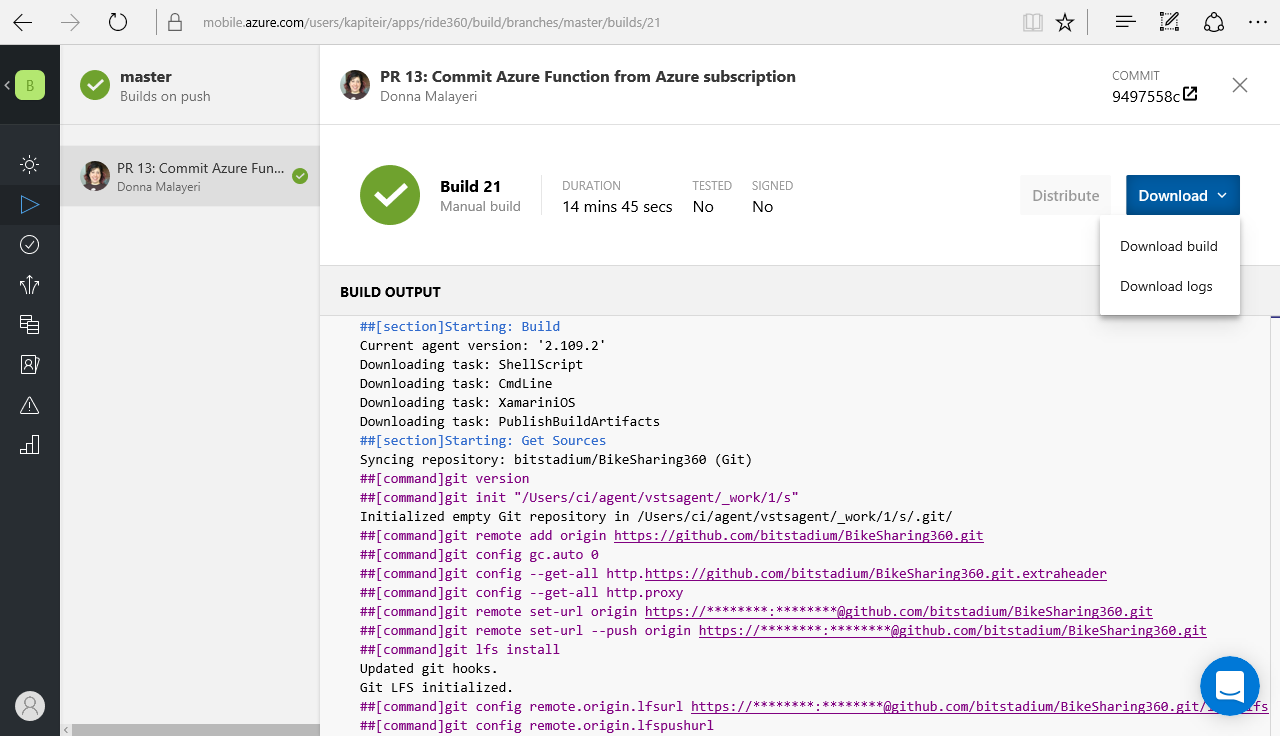 mobile.azure.com/users/kapiteir/apps/ride360/build/branches/master/builds/21
B
master
Builds on push
PR 13: Commit Azure Fun...
Donna Malayeri
PR 13: Commit Azure Function from Azure subscription
Donna Malayeri
COMMIT
9497558c
Build 21
Manual build
DURATION
14 mins 45 secs
TESTED
No
SIGNED
No
Distribute
Download
Download build
Download logs
BUILD OUTPUT
##[section]Starting: Build
Current agent version: '2.109.2'
Downloading task: ShellScript
Downloading task: CmdLine
Downloading task: XamariniOS
Downloading task: PublishBuildArtifacts
##[section]Starting: Get Sources
Syncing repository: bitstadium/BikeSharing360 (Git)
##[command]git version
##[command]git init "/Users/ci/agent/vstsagent/_work/1/s"
Initialized empty Git repository in /Users/ci/agent/vstsagent/_work/1/s/.git/
##[command]git remote add origin https://github.com/bitstadium/BikeSharing360.git
##[command]git config gc.auto 0
##[command]git config --get-all http.https://github.com/bitstadium/BikeSharing360.git.extraheader
##[command]git config --get-all http.proxy
##[command]git remote set-url origin https://********:********@github.com/bitstadium/BikeSharing360.git
##[command]git remote set-url --push origin https://********:********@github.com/bitstadium/BikeSharing360.git
##[command]git lfs install
Updated git hooks.
Git LFS initialized.
##[command]git config remote.origin.lfsurl https://********:********@github.com/bitstadium/BikeSharing360.git/
##[command]git config remote.origin.lfspushurl